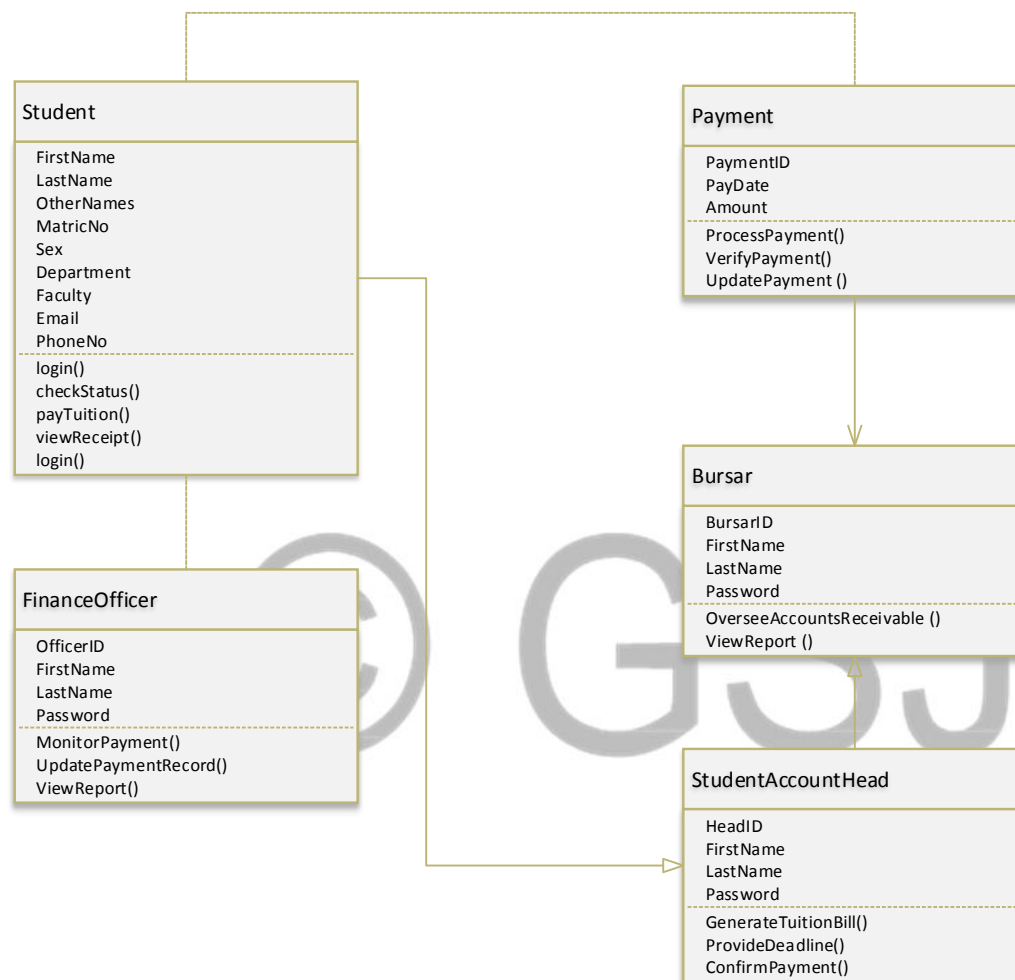 Student
FirstName
LastName
OtherNames
MatricNo
Sex
Department
Faculty
Email
PhoneNo
login()
checkStatus()
payTuition()
viewReceipt()
login()
Payment
PaymentID
PayDate
Amount
ProcessPayment()
VerifyPayment()
UpdatePayment ()
FinanceOfficer
OfficerID
FirstName
LastName
Password
MonitorPayment()
UpdatePaymentRecord()
ViewReport()
Bursar
BursarID
FirstName
LastName
Password
OverseeAccountsReceivable ()
ViewReport ()
StudentAccountHead
HeadID
FirstName
LastName
Password
GenerateTuitionBill()
ProvideDeadline()
ConfirmPayment()
© GSJ